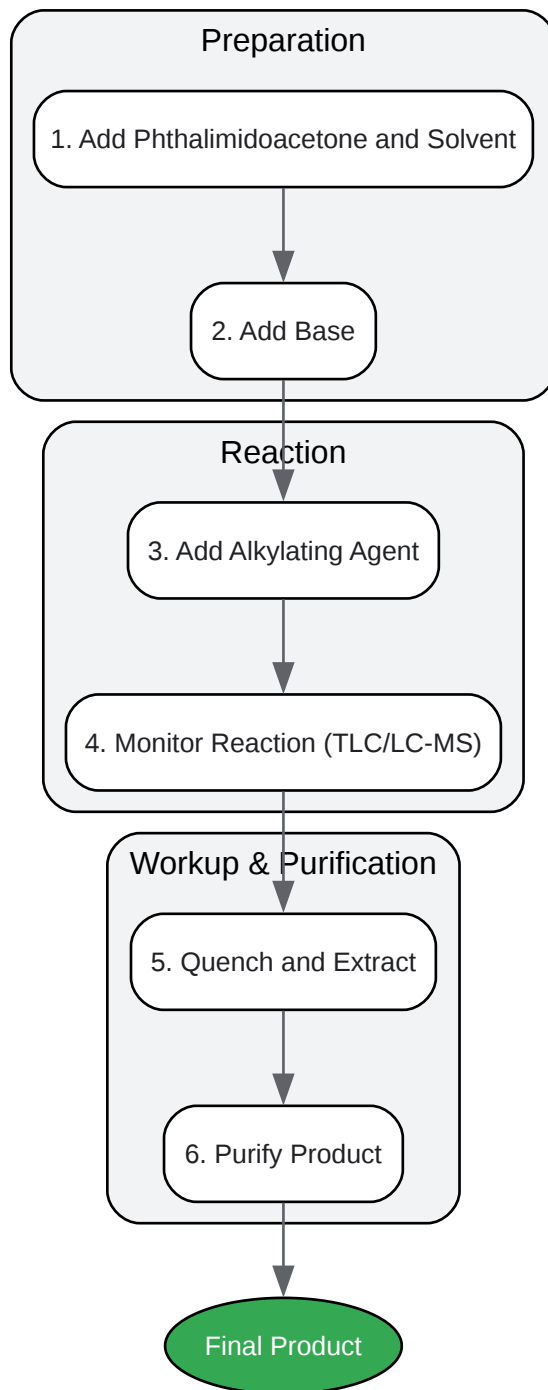 Preparation
1. Add Phthalimidoacetone and Solvent
2. Add Base
Reaction
3. Add Alkylating Agent
4. Monitor Reaction (TLC/LC-MS)
Workup & Purification
5. Quench and Extract
6. Purify Product
Final Product